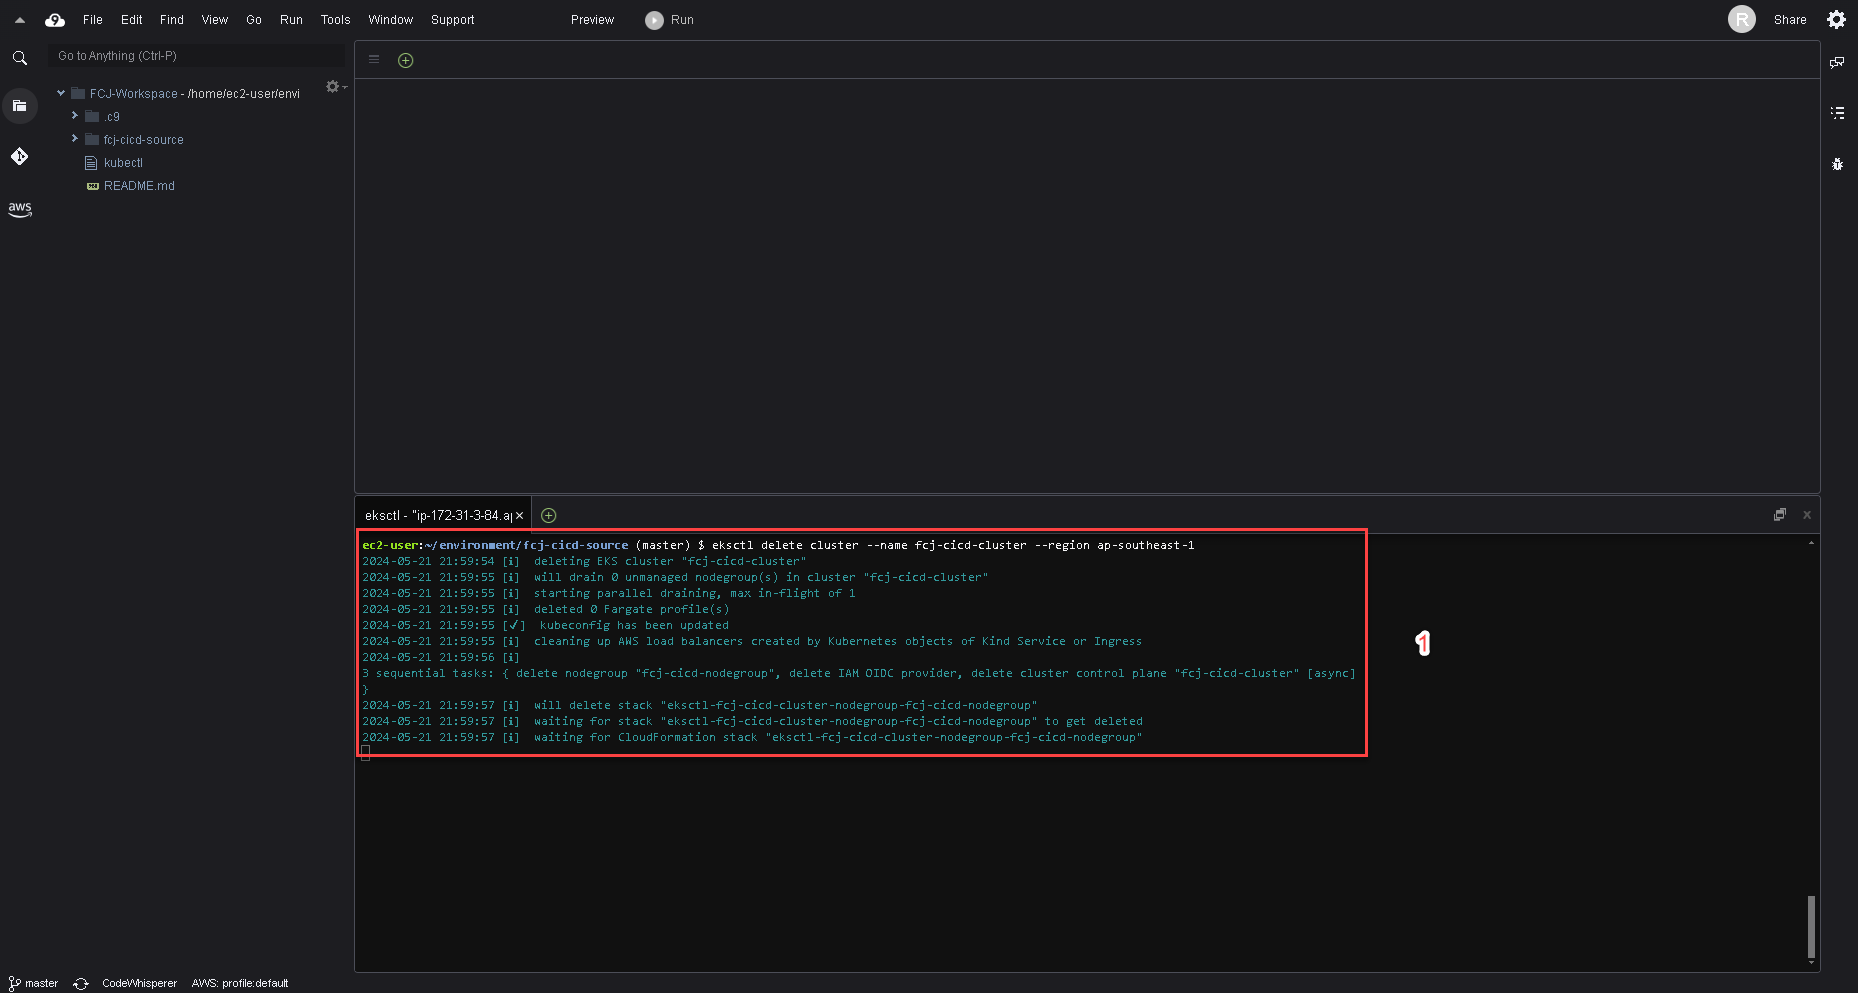 File Edit Find View Go Run Tools Window Support Preview Run R Share
Go to Anything (Ctrl-P)
FCJ-Workspace - /home/ec2-user/envi
.c9
fcj-cicd-source
kubectl
README.md
aws
eksctl - "ip-172-31-3-84.a
ec2-user:~/environment/fcj-cicd-source (master) $ eksctl delete cluster --name fcj-cicd-cluster --region ap-southeast-1
2024-05-21 21:59:54 [i]  deleting EKS cluster "fcj-cicd-cluster"
2024-05-21 21:59:55 [i]  will drain 0 unmanaged nodegroup(s) in cluster "fcj-cicd-cluster"
2024-05-21 21:59:55 [i]  starting parallel draining, max in-flight of 1
2024-05-21 21:59:55 [i]  deleted 0 Fargate profile(s)
2024-05-21 21:59:55 [✓]  kubeconfig has been updated
2024-05-21 21:59:55 [i]  cleaning up AWS load balancers created by Kubernetes objects of Kind Service or Ingress
2024-05-21 21:59:56 [i]
3 sequential tasks: { delete nodegroup "fcj-cicd-nodegroup", delete IAM OIDC provider, delete cluster control plane "fcj-cicd-cluster" [async]
}
2024-05-21 21:59:57 [i]  will delete stack "eksctl-fcj-cicd-cluster-nodegroup-fcj-cicd-nodegroup"
2024-05-21 21:59:57 [i]  waiting for stack "eksctl-fcj-cicd-cluster-nodegroup-fcj-cicd-nodegroup" to get deleted
2024-05-21 21:59:57 [i]  waiting for CloudFormation stack "eksctl-fcj-cicd-cluster-nodegroup-fcj-cicd-nodegroup"
1
master CodeWhisperer AWS: profile:default